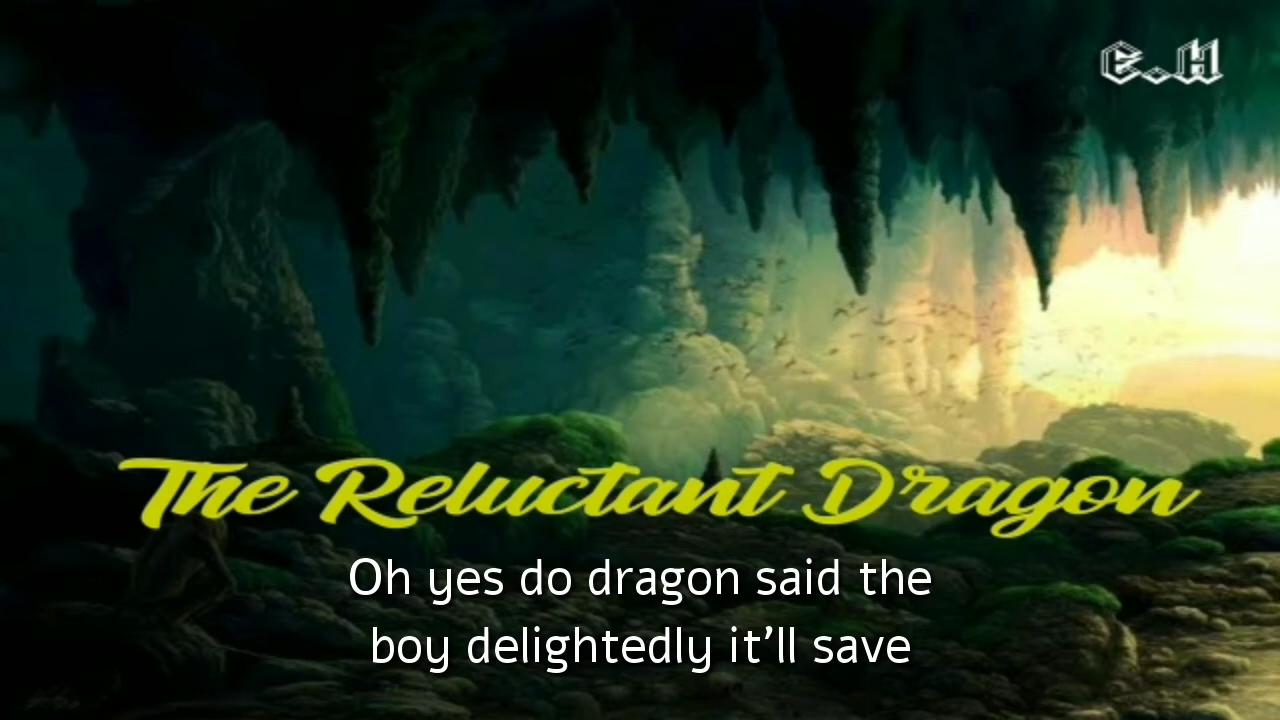 E.H
The Reluctant Dragon
Oh yes do dragon said the
boy delightedly it’ll save